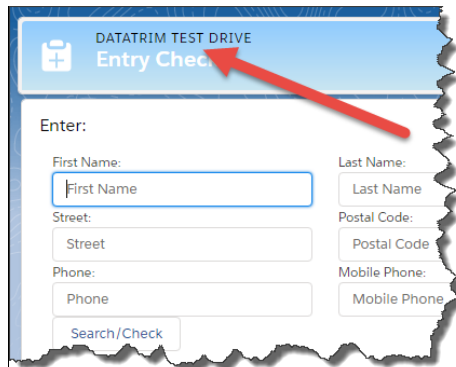 DATATRIM TEST DRIVE
Entry Chec
Enter:
First Name: Last Name:
First Name Last Name
Street: Postal Code:
Street Postal Code
Phone: Mobile Phone:
Phone Mobile Phone
Search/Check